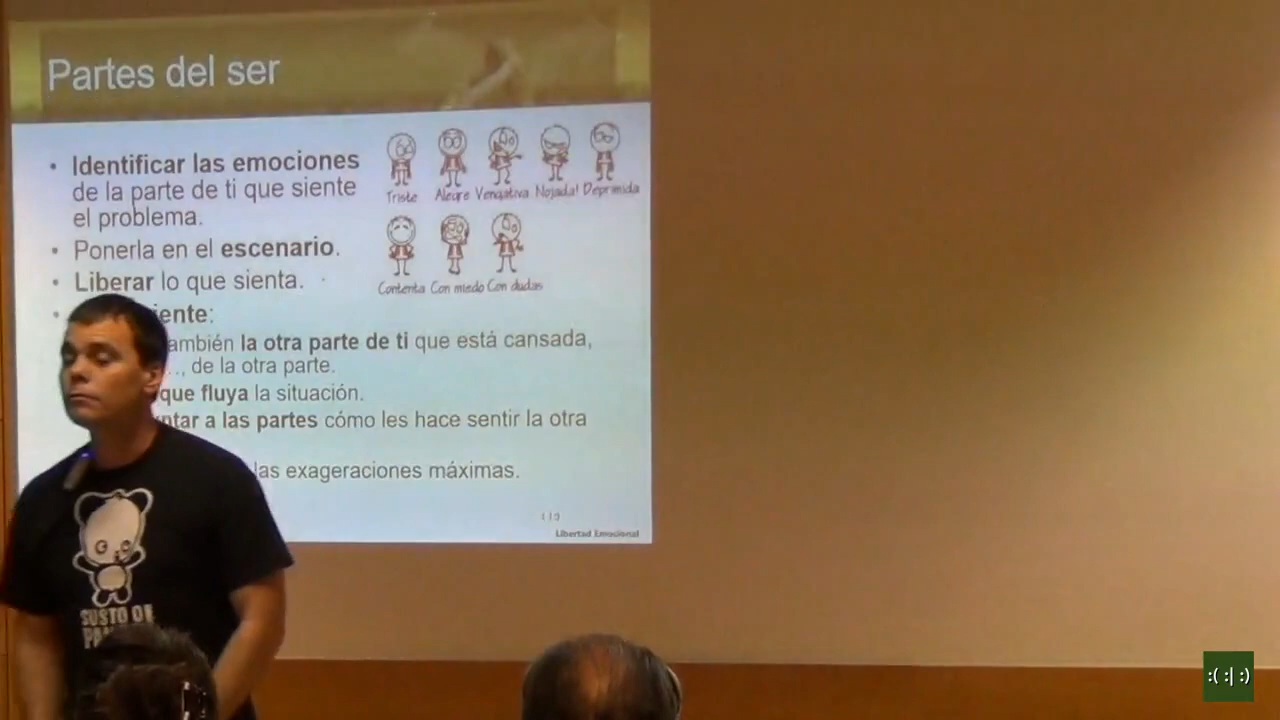 Partes del ser
• Identificar las emociones
de la parte de ti que siente
el problema.
• Ponerla en el escenario.
• Liberar lo que sienta.
iente:
ambién la otra parte de ti que está cansada,
..., de la otra parte.
que fluya la situación.
ntar a las partes cómo les hace sentir la otra
las exageraciones máximas.
Triste Alegre Vengativa Nojada! Deprimida
Contenta Con miedo Con dudas
:|:)
Libertad Emocional
SUSTO O
:( :| :)